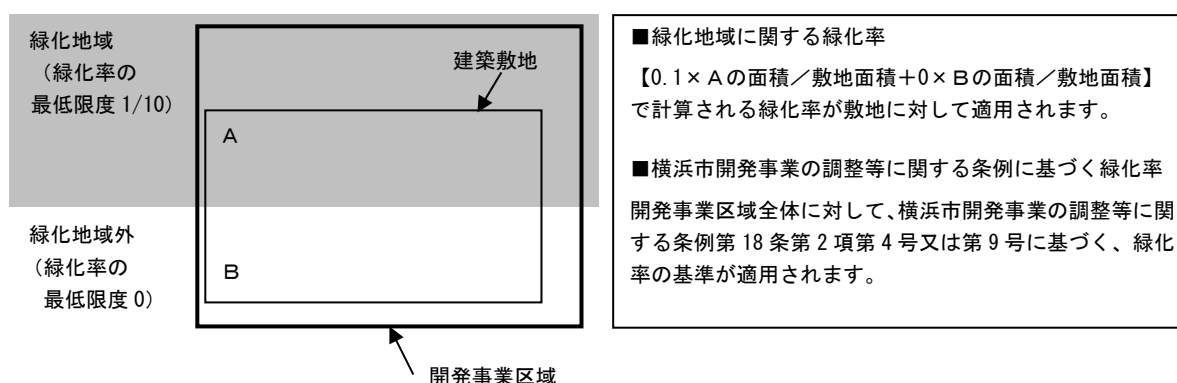 緑化地域
（緑化率の
最低限度 1/10）
建築敷地
A
緑化地域外
（緑化率の
最低限度 0）
B
開発事業区域
■緑化地域に関する緑化率
【0.1× Aの面積／敷地面積＋0× Bの面積／敷地面積】
で計算される緑化率が敷地に対して適用されます。
■横浜市開発事業の調整等に関する条例に基づく緑化率
開発事業区域全体に対して、横浜市開発事業の調整等に関
する条例第 18 条第 2 項第 4 号又は第 9 号に基づく、緑化
率の基準が適用されます。